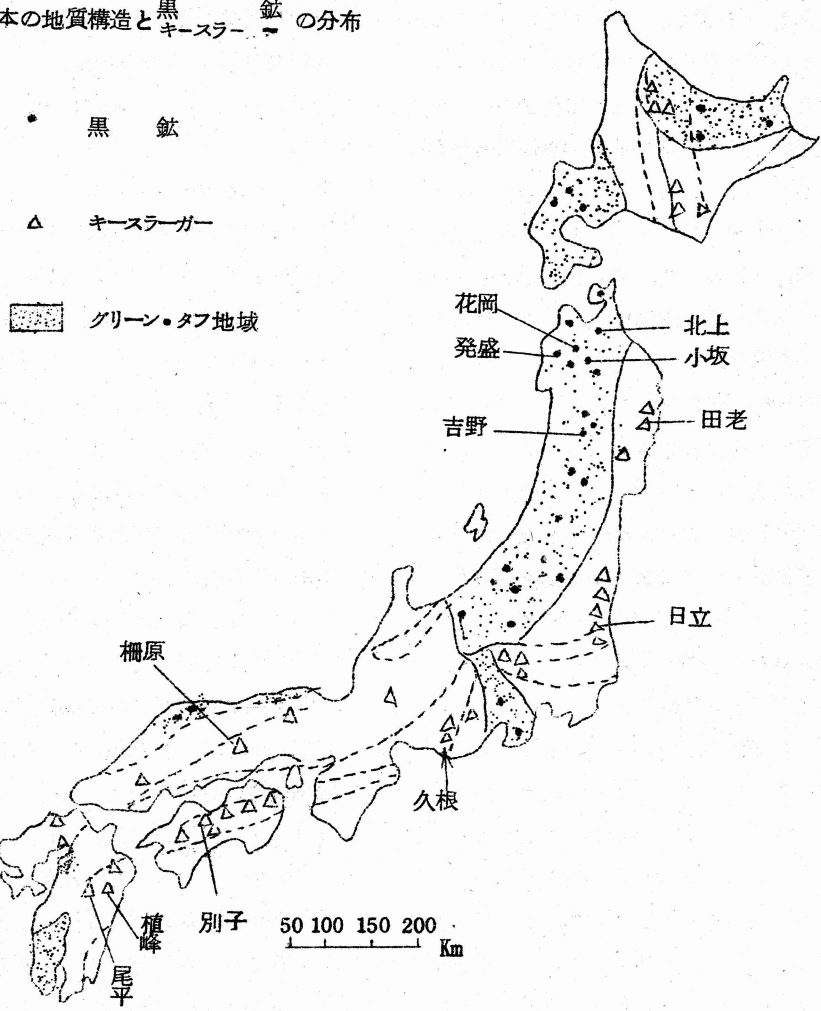 本の地質構造と黒鉱の分布
キースラー
黒 鉱
キースラーガー
グリーン・タフ地域
花岡
北上
発盛
小坂
吉野
田老
日立
柵原
久根
別子
槙峰
尾平
50 100 150 200
Km